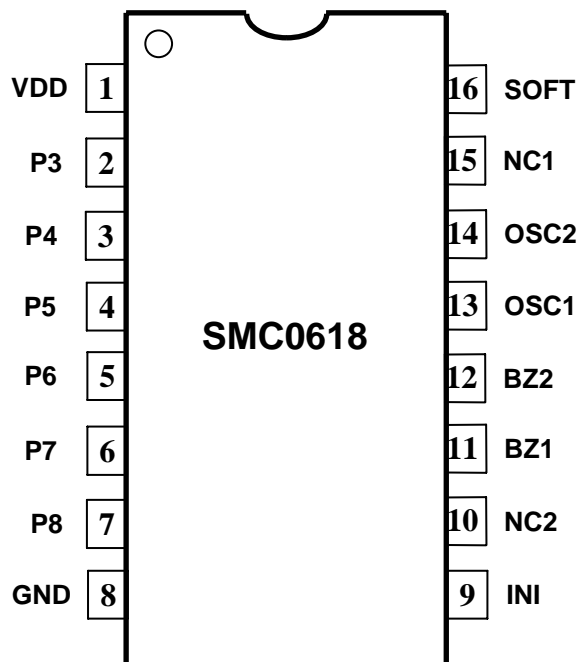 VDD 1 16 SOFT
P3 2 15 NC1
P4 3 14 OSC2
P5 4 13 OSC1
SMC0618
P6 5 12 BZ2
P7 6 11 BZ1
P8 7 10 NC2
GND 8 9 INI